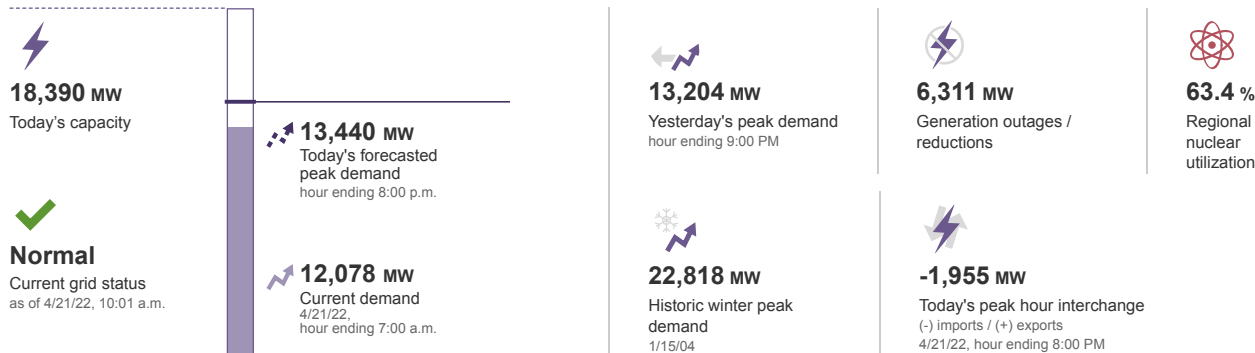 18,390 MW
Today's capacity
Normal
Current grid status
as of 4/21/22, 10:01 a.m.
13,440 MW
Today's forecasted
peak demand
hour ending 8:00 p.m.
12,078 MW
Current demand
4/21/22,
hour ending 7:00 a.m.
13,204 MW
Yesterday's peak demand
hour ending 9:00 PM
6,311 MW
Generation outages /
reductions
63.4 %
Regional
nuclear
utilization
22,818 MW
Historic winter peak
demand
1/15/04
-1,955 MW
Today's peak hour interchange
(-) imports / (+) exports
4/21/22, hour ending 8:00 PM